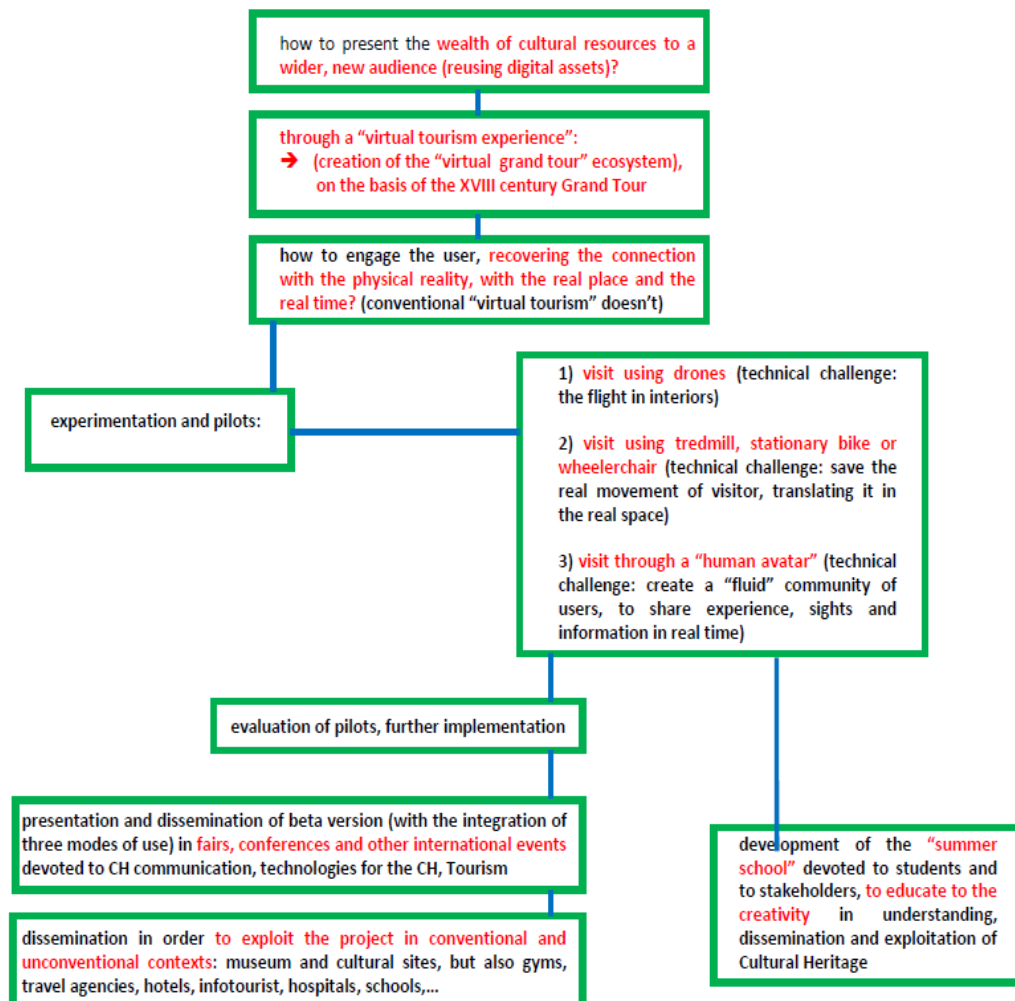 how to present the wealth of cultural resources to a
wider, new audience (reusing digital assets)?
through a “virtual tourism experience”:
➔ (creation of the “virtual grand tour” ecosystem),
on the basis of the XVIII century Grand Tour
how to engage the user, recovering the connection
with the physical reality, with the real place and the
real time? (conventional “virtual tourism” doesn’t)
experimentation and pilots:
1) visit using drones (technical challenge:
the flight in interiors)
2) visit using tredmill, stationary bike or
wheelerchair (technical challenge: save the
real movement of visitor, translating it in
the real space)
3) visit through a “human avatar” (technical
challenge: create a “fluid” community of
users, to share experience, sights and
information in real time)
evaluation of pilots, further implementation
presentation and dissemination of beta version (with the integration of
three modes of use) in fairs, conferences and other international events
devoted to CH communication, technologies for the CH, Tourism
development of the “summer
school” devoted to students and
to stakeholders, to educate to the
creativity in understanding,
dissemination and exploitation of
Cultural Heritage
dissemination in order to exploit the project in conventional and
unconventional contexts: museum and cultural sites, but also gyms,
travel agencies, hotels, infotourist, hospitals, schools,...